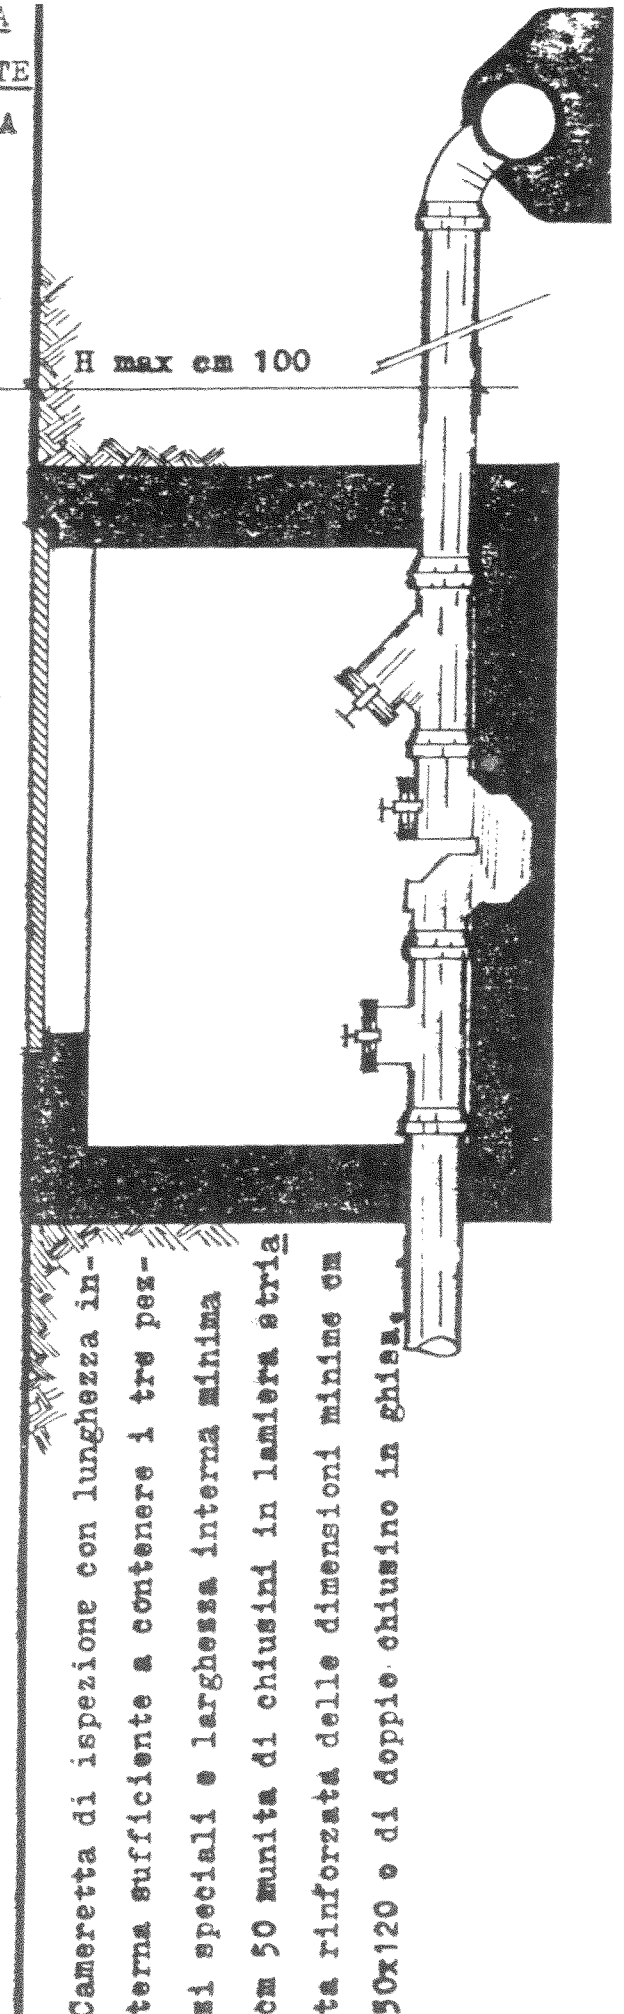 A
TE
A
H max cm 100
Cameretta di ispezione con lunghezza in-
terna sufficiente a contenere i tre pez-
zi speciali e larghezza interna minima
cm 50 munita di chiusini in lamiera stria
ta rinforzata delle dimensioni minime cm
50x120 e di doppio chiusino in ghisa.